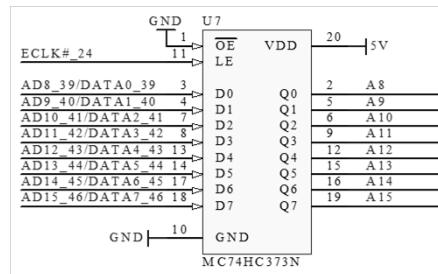 GND U7
1 OE VDD 20 5V
ECLK#_24 11 LE
AD8_39/DATA0_39 3 D0 Q0 2 A8
AD9_40/DATA1_40 4 D1 Q1 5 A9
AD10_41/DATA2_41 7 D2 Q2 6 A10
AD11_42/DATA3_42 8 D3 Q3 9 A11
AD12_43/DATA4_43 13 D4 Q4 12 A12
AD13_44/DATA5_44 14 D5 Q5 15 A13
AD14_45/DATA6_45 17 D6 Q6 16 A14
AD15_46/DATA7_46 18 D7 Q7 19 A15
GND 10 GND
MC74HC373N